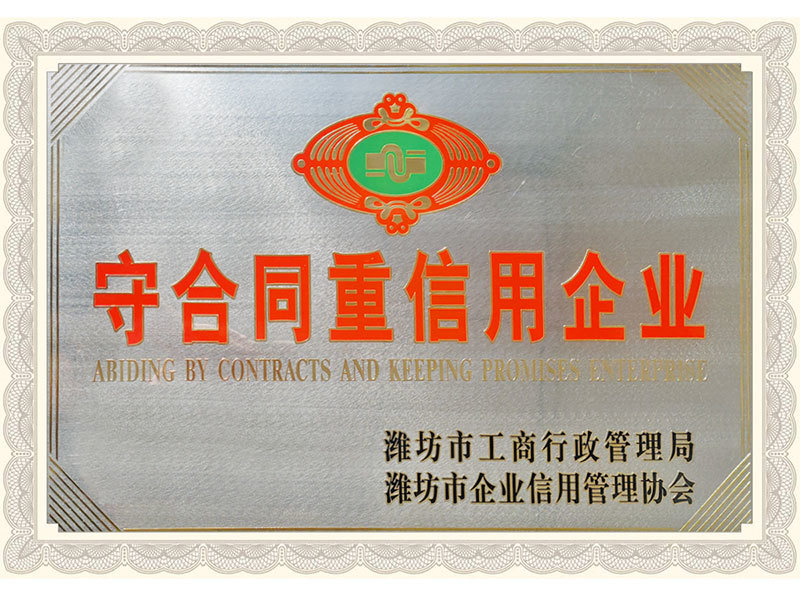 守合同重信用企业
ABIDING BY CONTRACTS AND KEEPING PROMISES ENTERPRISE
潍坊市工商行政管理局
潍坊市企业信用管理协会